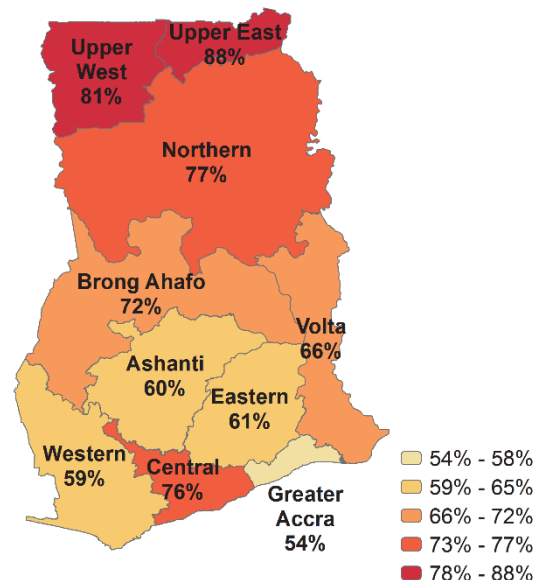 Upper East
88%
Upper
West
81%
Northern
77%
Brong Ahafo
72%
Volta
66%
Ashanti
60%
Eastern
61%
Western
59%
Central
76%
Greater
Accra
54%
54% - 58%
59% - 65%
66% - 72%
73% - 77%
78% - 88%